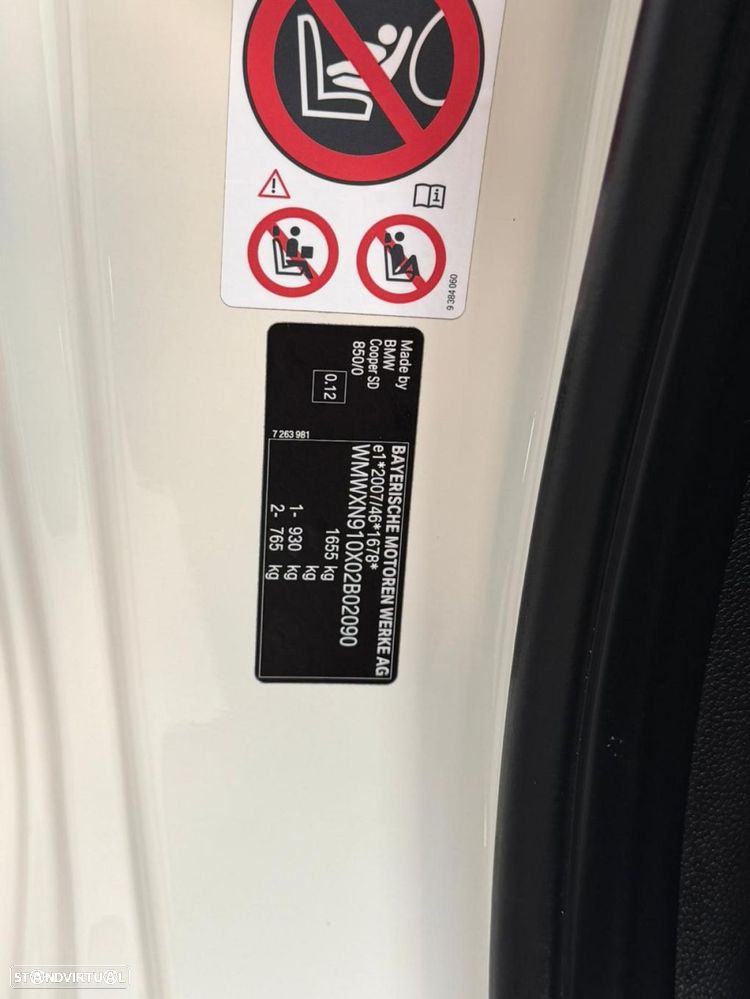 9 384 060
Made by
BMW
Cooper SD
850/0
0.12
7 263 981
BAYERISCHE MOTOREN WERKE AG
e1*2007/46*1678*
WMWXN910X02B02090
1655 kg
kg
1- 930 kg
2- 765 kg
STANDVIRTUAL